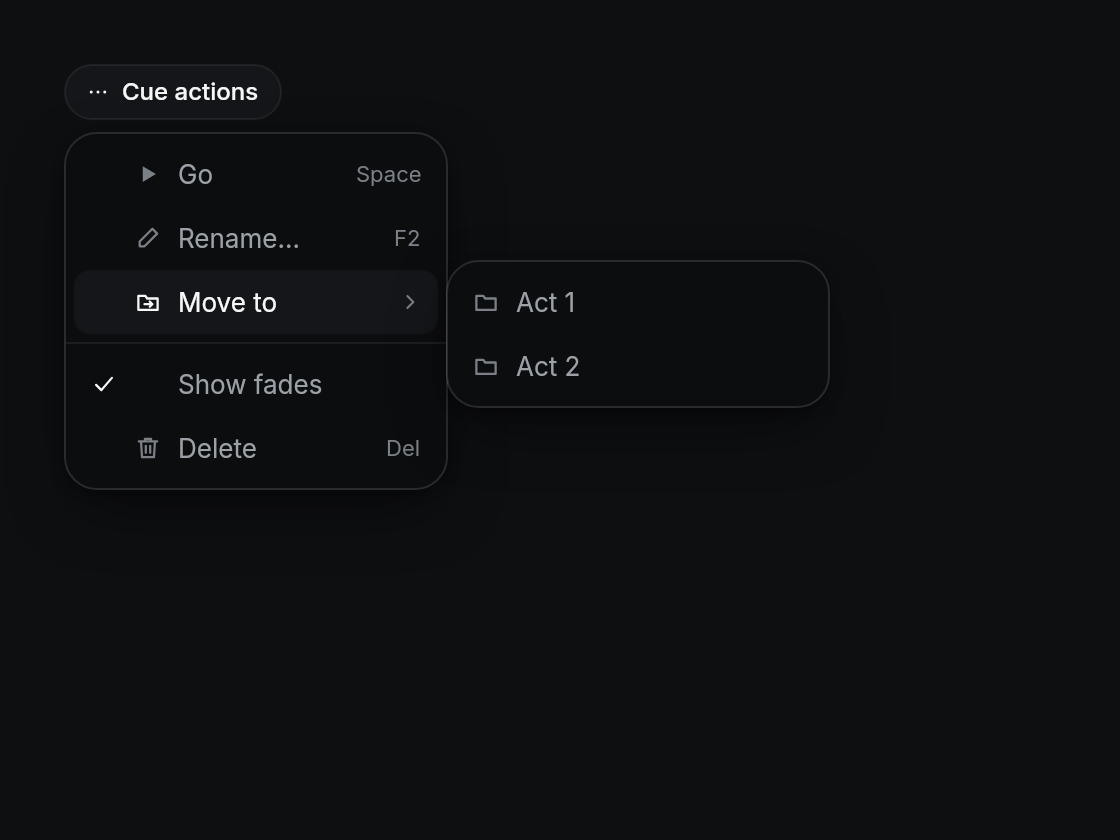 Cue actions
Go Space
Rename... F2
Move to
Act 1
Act 2
Show fades
Delete Del